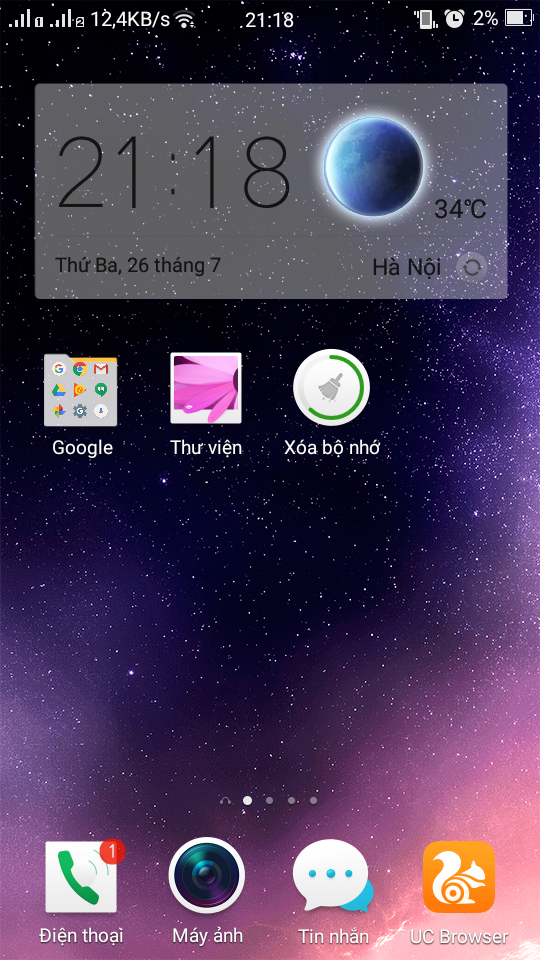 12,4KB/s 21:18 2%
21:18
34℃
Thứ Ba, 26 tháng 7 Hà Nội
Google Thư viện Xóa bộ nhớ
1
Điện thoại Máy ảnh Tin nhắn UC Browser